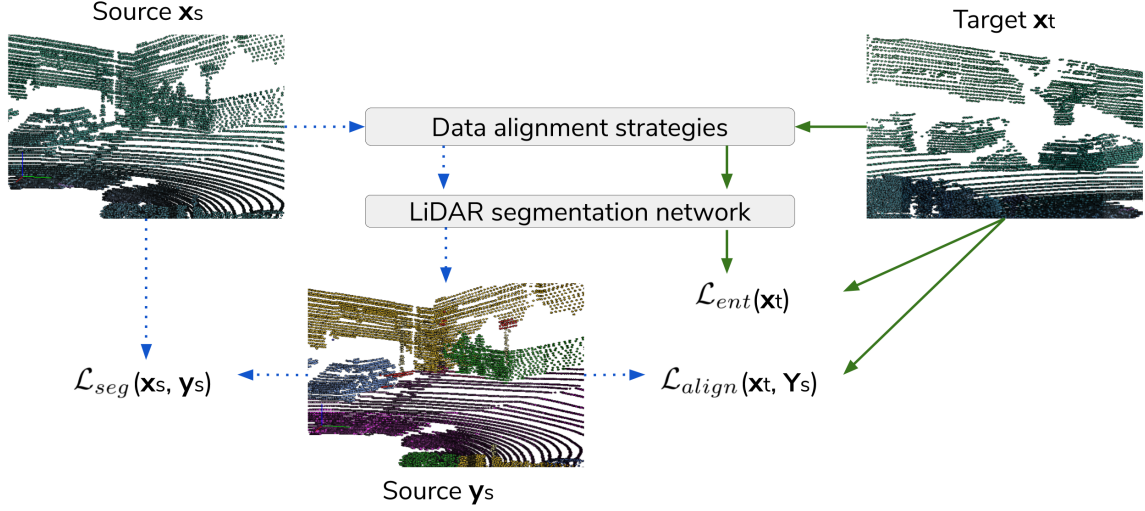 Source xs
Target xt
Data alignment strategies
LiDAR segmentation network
ℒent(xt)
ℒseg(xs, ys)
ℒalign(xt, Ys)
Source ys